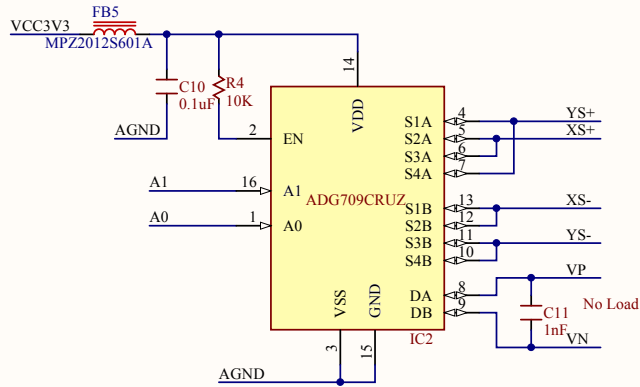 FB5
VCC3V3
MPZ2012S601A
14
C10
0.1uF
R4
10K
VDD
AGND
2
EN
S1A
4
YS+
S2A
5
XS+
S3A
6
S4A
7
A1
16
A1
ADG709CRUZ
A0
1
A0
S1B
13
XS-
S2B
12
S3B
11
YS-
S4B
10
VP
DA
8
DB
9
C11
1nF
No Load
VSS
GND
IC2
VN
3
15
AGND